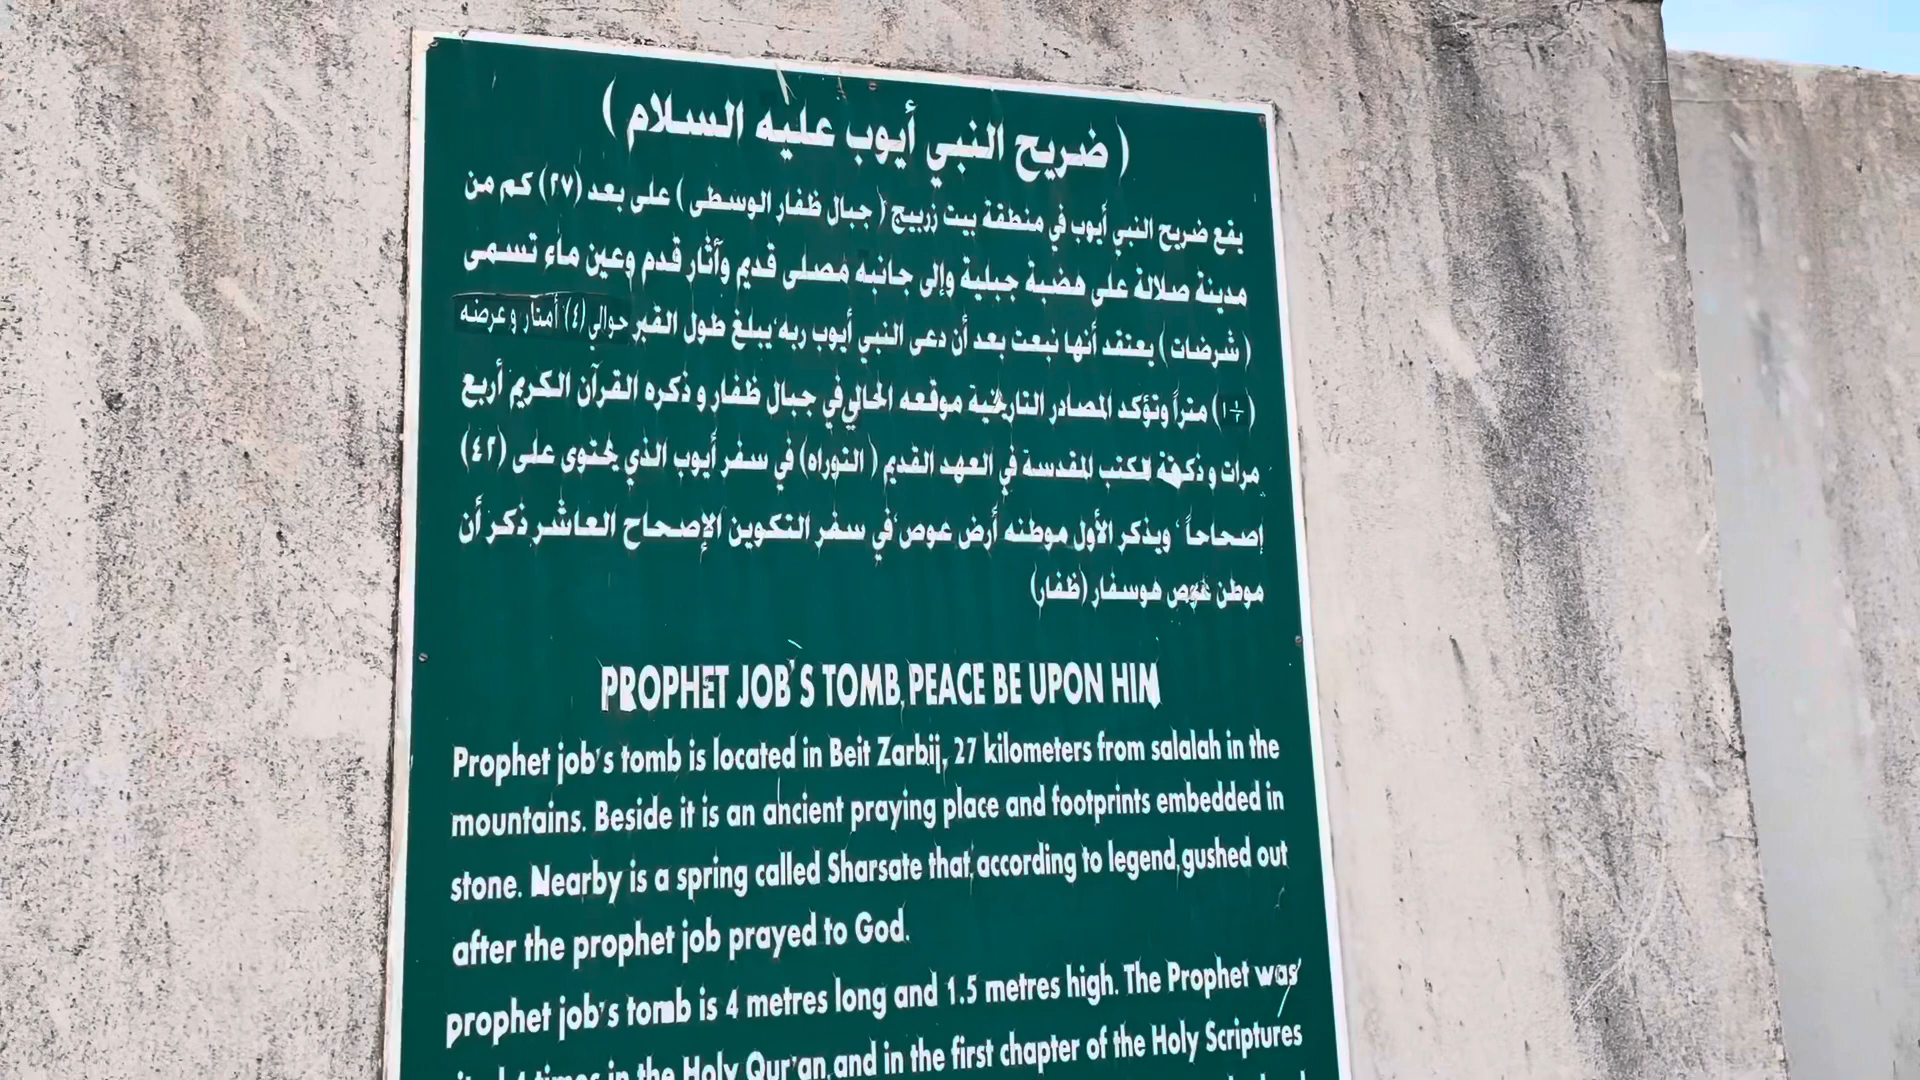 ( ضريح النبي أيوب عليه السلام )
يقع ضريح النبي أيوب في منطقة بيت زربيج ( جبال ظفار الوسطى ) على بعد (٢٧) كم من
مدينة صلالة على هضبة جبلية وإلى جانبه مصلى قديم وآثار قدم وعين ماء تسمى
( شرضات ) يعتقد أنها نبعت بعد أن دعى النبي أيوب ربه يبلغ طول القبر حوالي (٤) أمتار وعرضه
متراً وتؤكد المصادر التاريخية موقعه الحالي في جبال ظفار و ذكره القرآن الكريم أربع
مرات و الكتب المقدسة في العهد القديم ( التوراه) في سفر أيوب الذي يحتوى على (٤٢)
إصحاحاً ويذكر الأول موطنه أرض عوص في سفر التكوين الإصحاح العاشر ذكر أن
موطن عوص هوسفار (ظفار)
PROPHET JOB'S TOMB, PEACE BE UPON HIM
Prophet job's tomb is located in Beit Zarbij, 27 kilometers from salalah in the
mountains. Beside it is an ancient praying place and footprints embedded in
stone. Nearby is a spring called Sharsate that, according to legend, gushed out
after the prophet job prayed to God.
prophet job's tomb is 4 metres long and 1.5 metres high. The Prophet was
4 times in the Holy Qur'an, and in the first chapter of the Holy Scriptures